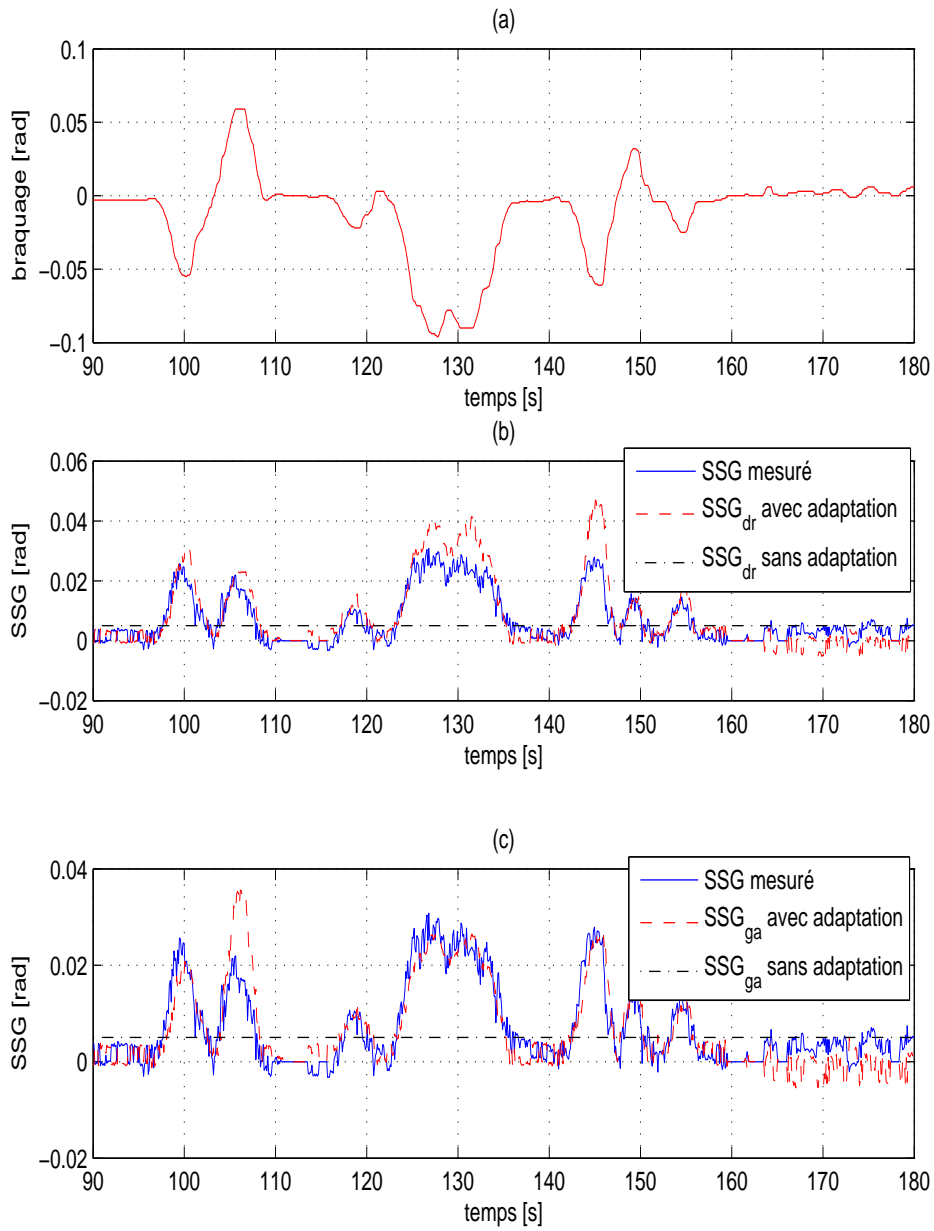 (a)
0.1
0.05
0
−0.05
−0.1
braquage [rad]
90 100 110 120 130 140 150 160 170 180
temps [s]
(b)
0.06
0.04
0.02
0
−0.02
SSG [rad]
SSG mesuré
SSG_dr avec adaptation
SSG_dr sans adaptation
90 100 110 120 130 140 150 160 170 180
temps [s]
(c)
0.04
0.02
0
−0.02
SSG [rad]
SSG mesuré
SSG_ga avec adaptation
SSG_ga sans adaptation
90 100 110 120 130 140 150 160 170 180
temps [s]